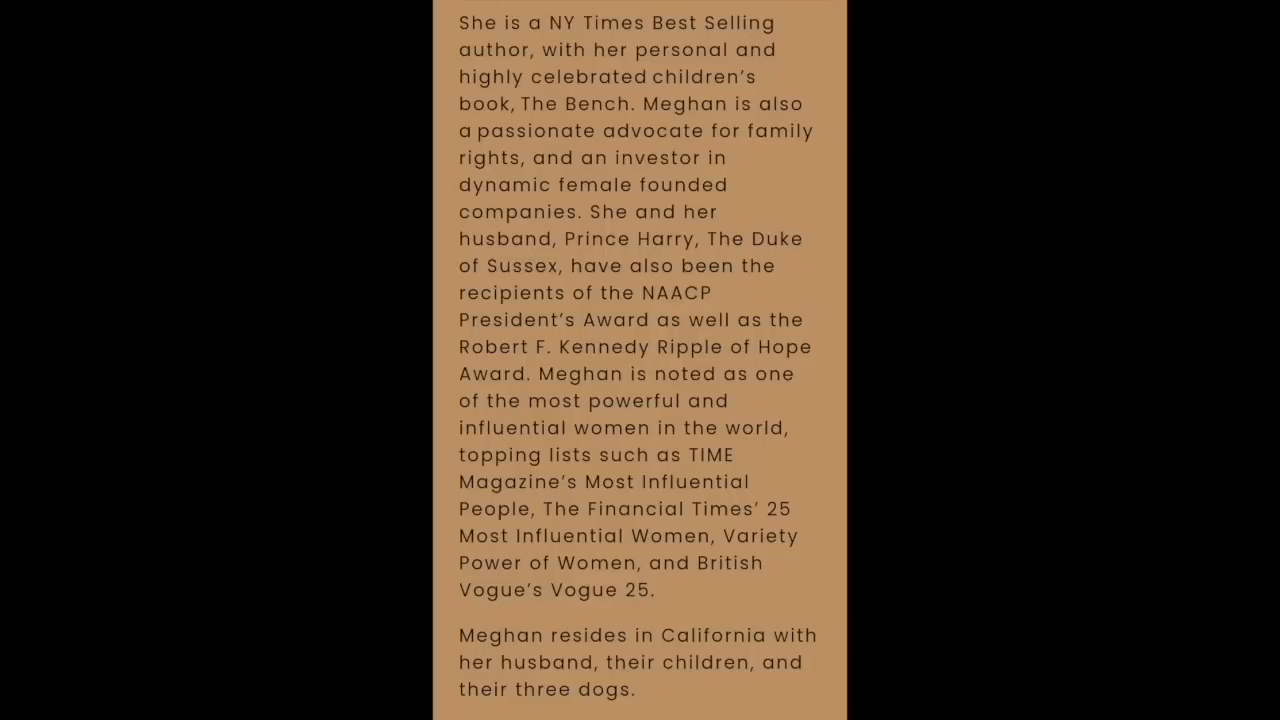 She is a NY Times Best Selling
author, with her personal and
highly celebrated children’s
book, The Bench. Meghan is also
a passionate advocate for family
rights, and an investor in
dynamic female founded
companies. She and her
husband, Prince Harry, The Duke
of Sussex, have also been the
recipients of the NAACP
President’s Award as well as the
Robert F. Kennedy Ripple of Hope
Award. Meghan is noted as one
of the most powerful and
influential women in the world,
topping lists such as TIME
Magazine’s Most Influential
People, The Financial Times’ 25
Most Influential Women, Variety
Power of Women, and British
Vogue’s Vogue 25.
Meghan resides in California with
her husband, their children, and
their three dogs.